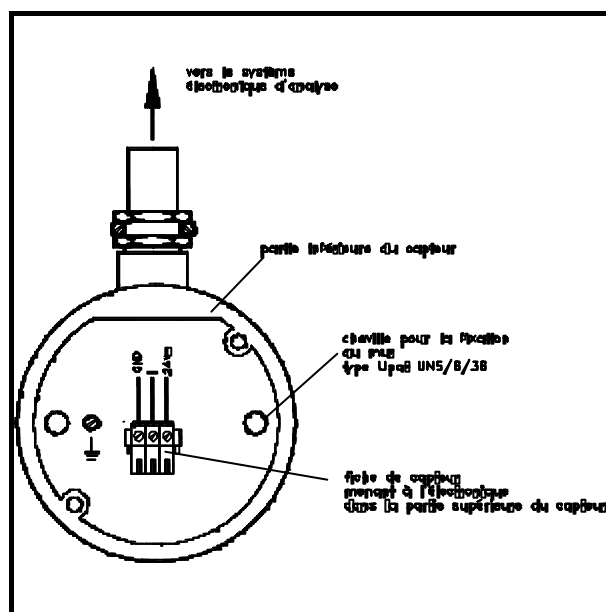 vers le système
électronique d'analyse
partie inférieure du capteur
cheville pour la fixation
du mur
type Upat UN5/8/38
GND
I
24V
fiche de capteur
menant à l'électronique
dans la partie supérieure du capteur